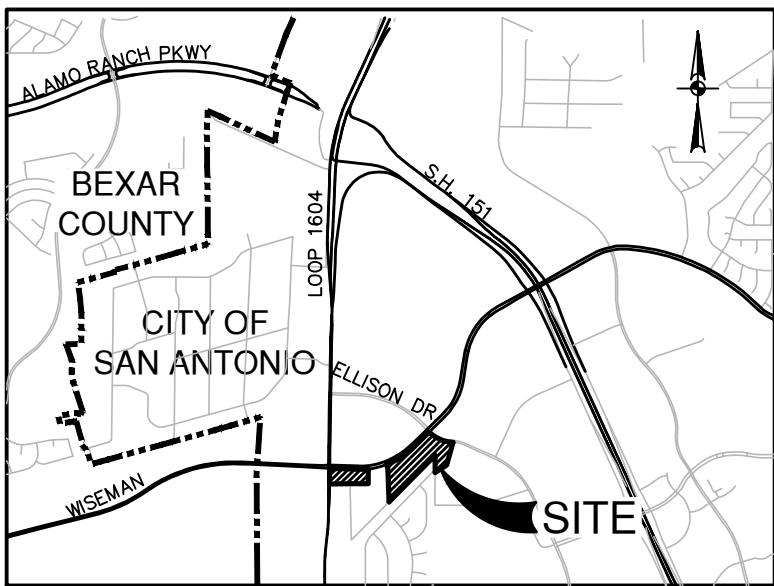 ALAMO RANCH PKWY
BEXAR
COUNTY
S.H. 151
LOOP 1604
CITY OF
SAN ANTONIO
ELLISON DR
WISEMAN
SITE